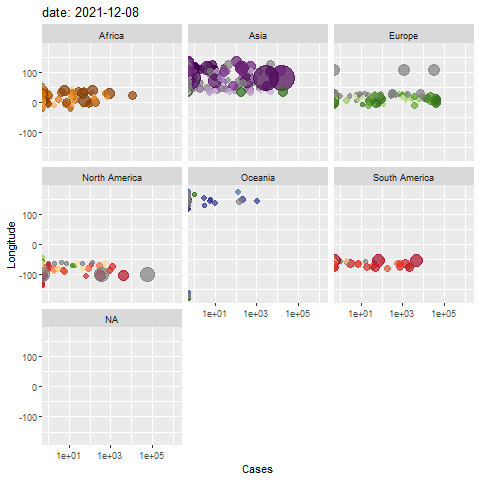 date: 2021-12-08
Africa Asia Europe
100
0
-100
North America Oceania South America
100
0
-100
1e+01 1e+03 1e+05 1e+01 1e+03 1e+05
NA
100
0
-100
1e+01 1e+03 1e+05
Longitude
Cases